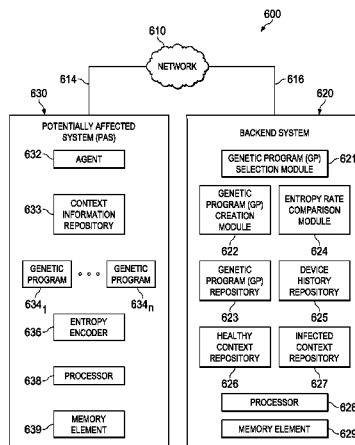 600
610
NETWORK
614
616
630
620
POTENTIALLY AFFECTED
SYSTEM (PAS)
632
AGENT
633
CONTEXT
INFORMATION
REPOSITORY
GENETIC
PROGRAM
GENETIC
PROGRAM
634₁
634ₙ
636
ENTROPY
ENCODER
638
PROCESSOR
639
MEMORY
ELEMENT
BACKEND SYSTEM
GENETIC PROGRAM (GP)
SELECTION MODULE
621
GENETIC
PROGRAM (GP)
CREATION
MODULE
622
ENTROPY RATE
COMPARISON
MODULE
624
GENETIC
PROGRAM (GP)
REPOSITORY
623
DEVICE
HISTORY
REPOSITORY
625
HEALTHY
CONTEXT
REPOSITORY
626
INFECTED
CONTEXT
REPOSITORY
627
PROCESSOR
628
MEMORY ELEMENT
629